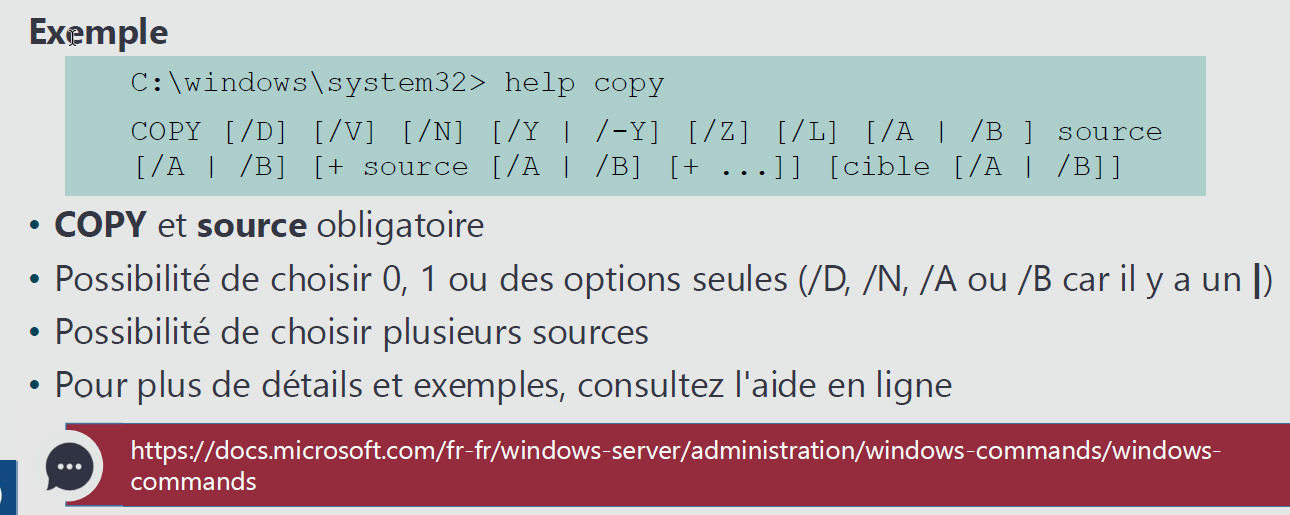 Exemple
C:\windows\system32> help copy
COPY [/D] [/V] [/N] [/Y | /-Y] [/Z] [/L] [/A | /B ] source
[/A | /B] [+ source [/A | /B] [+ ...]] [cible [/A | /B]]
• COPY et source obligatoire
• Possibilité de choisir 0, 1 ou des options seules (/D, /N, /A ou /B car il y a un |)
• Possibilité de choisir plusieurs sources
• Pour plus de détails et exemples, consultez l'aide en ligne
https://docs.microsoft.com/fr-fr/windows-server/administration/windows-commands/windows-
commands